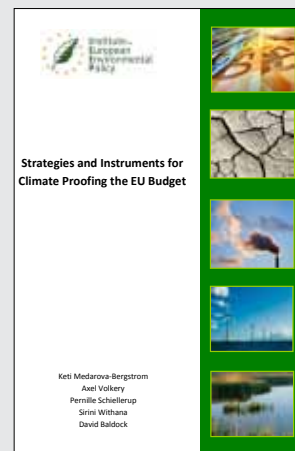 Institute for
European
Environmental
Policy
Strategies and Instruments for
Climate Proofing the EU Budget
Keti Medarova-Bergstrom
Axel Volkery
Pernille Schiellerup
Sirini Withana
David Baldock